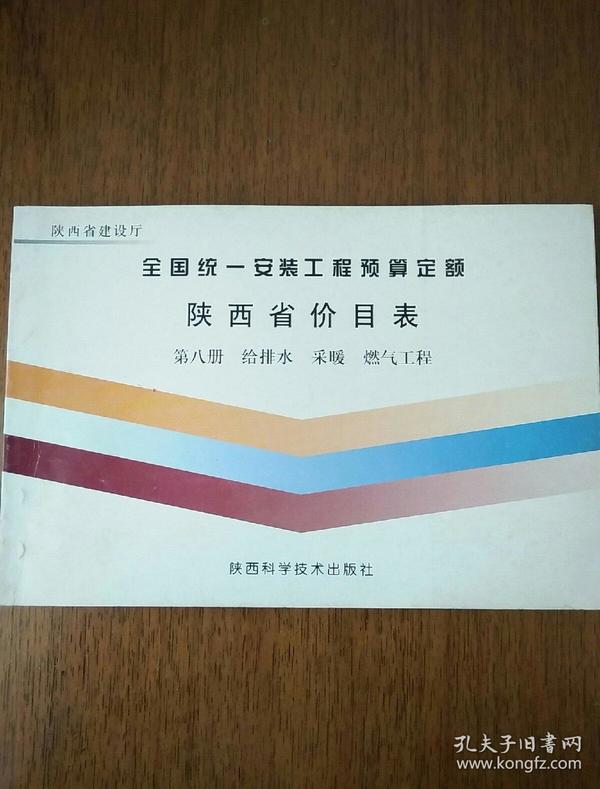 陕西省建设厅
全国统一安装工程预算定额
陕西省价目表
第八册 给排水 采暖 燃气工程
陕西科学技术出版社
孔夫子旧书网
www.kongfz.com